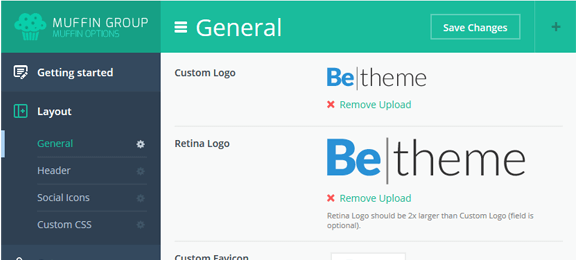 MUFFIN GROUP
MUFFIN OPTIONS
General
Save Changes
+
Getting started
Layout
General
Header
Social Icons
Custom CSS
Custom Logo
Be|theme
✖ Remove Upload
Retina Logo
Be|theme
✖ Remove Upload
Retina Logo should be 2x larger than Custom Logo (field is
optional).
Custom Favicon